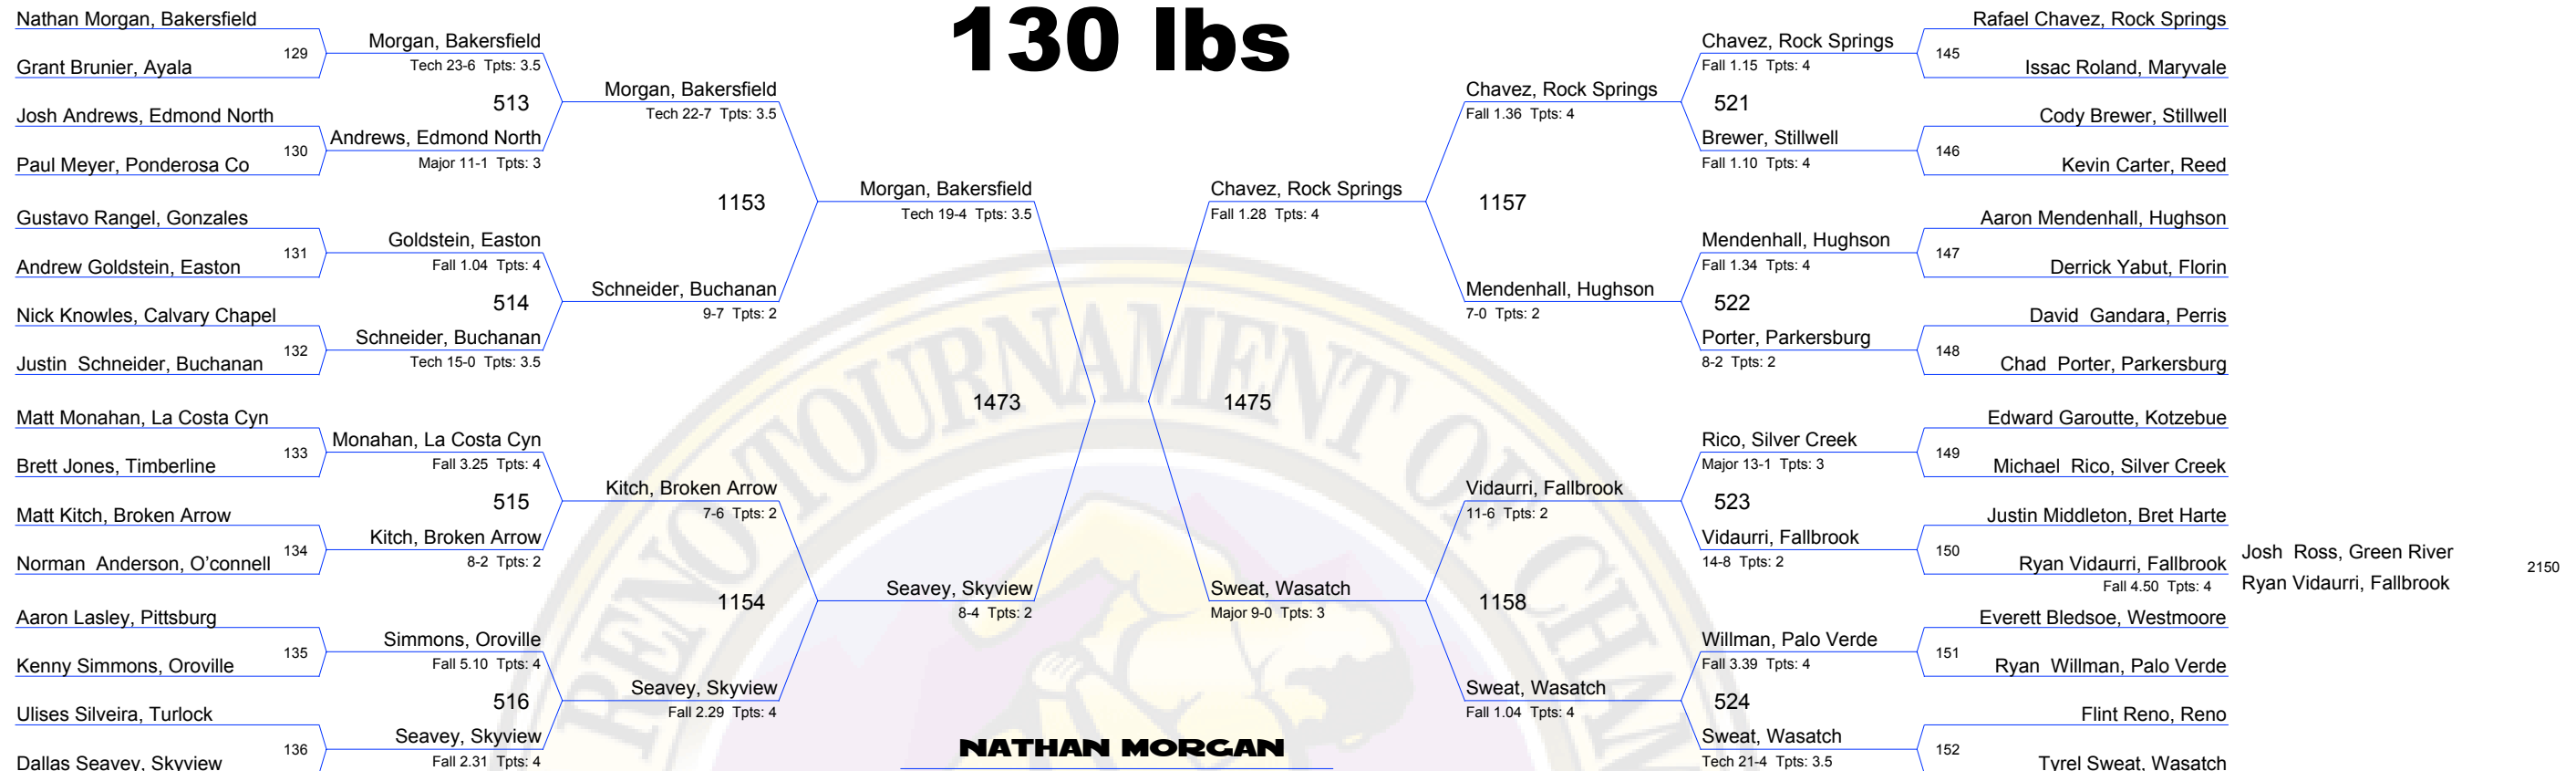 130 lbs
Nathan Morgan, Bakersfield
129
Grant Brunier, Ayala
Josh Andrews, Edmond North
130
Paul Meyer, Ponderosa Co
Gustavo Rangel, Gonzales
131
Andrew Goldstein, Easton
Nick Knowles, Calvary Chapel
132
Justin  Schneider, Buchanan
Matt Monahan, La Costa Cyn
133
Brett Jones, Timberline
Matt Kitch, Broken Arrow
134
Norman  Anderson, O'connell
Aaron Lasley, Pittsburg
135
Kenny Simmons, Oroville
Ulises Silveira, Turlock
136
Dallas Seavey, Skyview
Morgan, Bakersfield
Tech 23-6  Tpts: 3.5
513
Andrews, Edmond North
Major 11-1  Tpts: 3
Goldstein, Easton
Fall 1.04  Tpts: 4
514
Schneider, Buchanan
Tech 15-0  Tpts: 3.5
Monahan, La Costa Cyn
Fall 3.25  Tpts: 4
515
Kitch, Broken Arrow
8-2  Tpts: 2
Simmons, Oroville
Fall 5.10  Tpts: 4
516
Seavey, Skyview
Fall 2.31  Tpts: 4
Morgan, Bakersfield
Tech 22-7  Tpts: 3.5
1153
Schneider, Buchanan
9-7  Tpts: 2
Kitch, Broken Arrow
7-6  Tpts: 2
1154
Seavey, Skyview
Fall 2.29  Tpts: 4
Morgan, Bakersfield
Tech 19-4  Tpts: 3.5
1473
Seavey, Skyview
8-4  Tpts: 2
RENO TOURNAMENT OF CHAM
NATHAN MORGAN
Chavez, Rock Springs
Fall 1.28  Tpts: 4
1475
Sweat, Wasatch
Major 9-0  Tpts: 3
Chavez, Rock Springs
Fall 1.36  Tpts: 4
1157
Mendenhall, Hughson
7-0  Tpts: 2
Vidaurri, Fallbrook
11-6  Tpts: 2
1158
Sweat, Wasatch
Fall 1.04  Tpts: 4
Chavez, Rock Springs
Fall 1.15  Tpts: 4
521
Brewer, Stillwell
Fall 1.10  Tpts: 4
Mendenhall, Hughson
Fall 1.34  Tpts: 4
522
Porter, Parkersburg
8-2  Tpts: 2
Rico, Silver Creek
Major 13-1  Tpts: 3
523
Vidaurri, Fallbrook
14-8  Tpts: 2
Willman, Palo Verde
Fall 3.39  Tpts: 4
524
Sweat, Wasatch
Tech 21-4  Tpts: 3.5
Rafael Chavez, Rock Springs
145
Issac Roland, Maryvale
Cody Brewer, Stillwell
146
Kevin Carter, Reed
Aaron Mendenhall, Hughson
147
Derrick Yabut, Florin
David  Gandara, Perris
148
Chad  Porter, Parkersburg
Edward Garoutte, Kotzebue
149
Michael  Rico, Silver Creek
Justin Middleton, Bret Harte
150
Ryan Vidaurri, Fallbrook
Fall 4.50  Tpts: 4
Everett Bledsoe, Westmoore
151
Ryan  Willman, Palo Verde
Flint Reno, Reno
152
Tyrel Sweat, Wasatch
Josh  Ross, Green River
2150
Ryan Vidaurri, Fallbrook